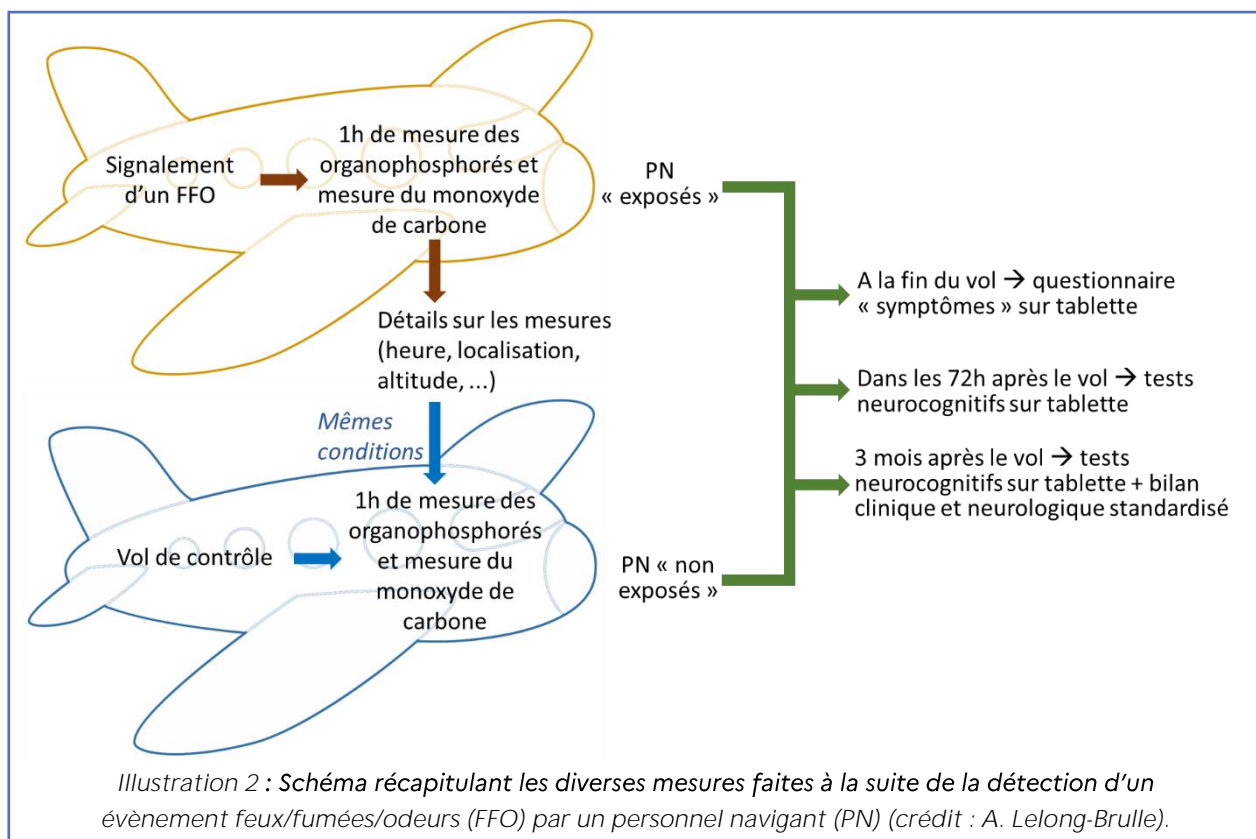 Signalement
d'un FFO
1h de mesure des
organophosphorés et
mesure du monoxyde
de carbone
PN
« exposés »
Détails sur les mesures
(heure, localisation,
altitude, ...)
Mêmes
conditions
Vol de contrôle
1h de mesure des
organophosphorés
et mesure du
monoxyde de
carbone
PN « non
exposés »
A la fin du vol → questionnaire
« symptômes » sur tablette
Dans les 72h après le vol → tests
neurocognitifs sur tablette
3 mois après le vol → tests
neurocognitifs sur tablette + bilan
clinique et neurologique standardisé
Illustration 2 : Schéma récapitulant les diverses mesures faites à la suite de la détection d'un
évènement feux/fumées/odeurs (FFO) par un personnel navigant (PN) (crédit : A. Lelong-Brulle).